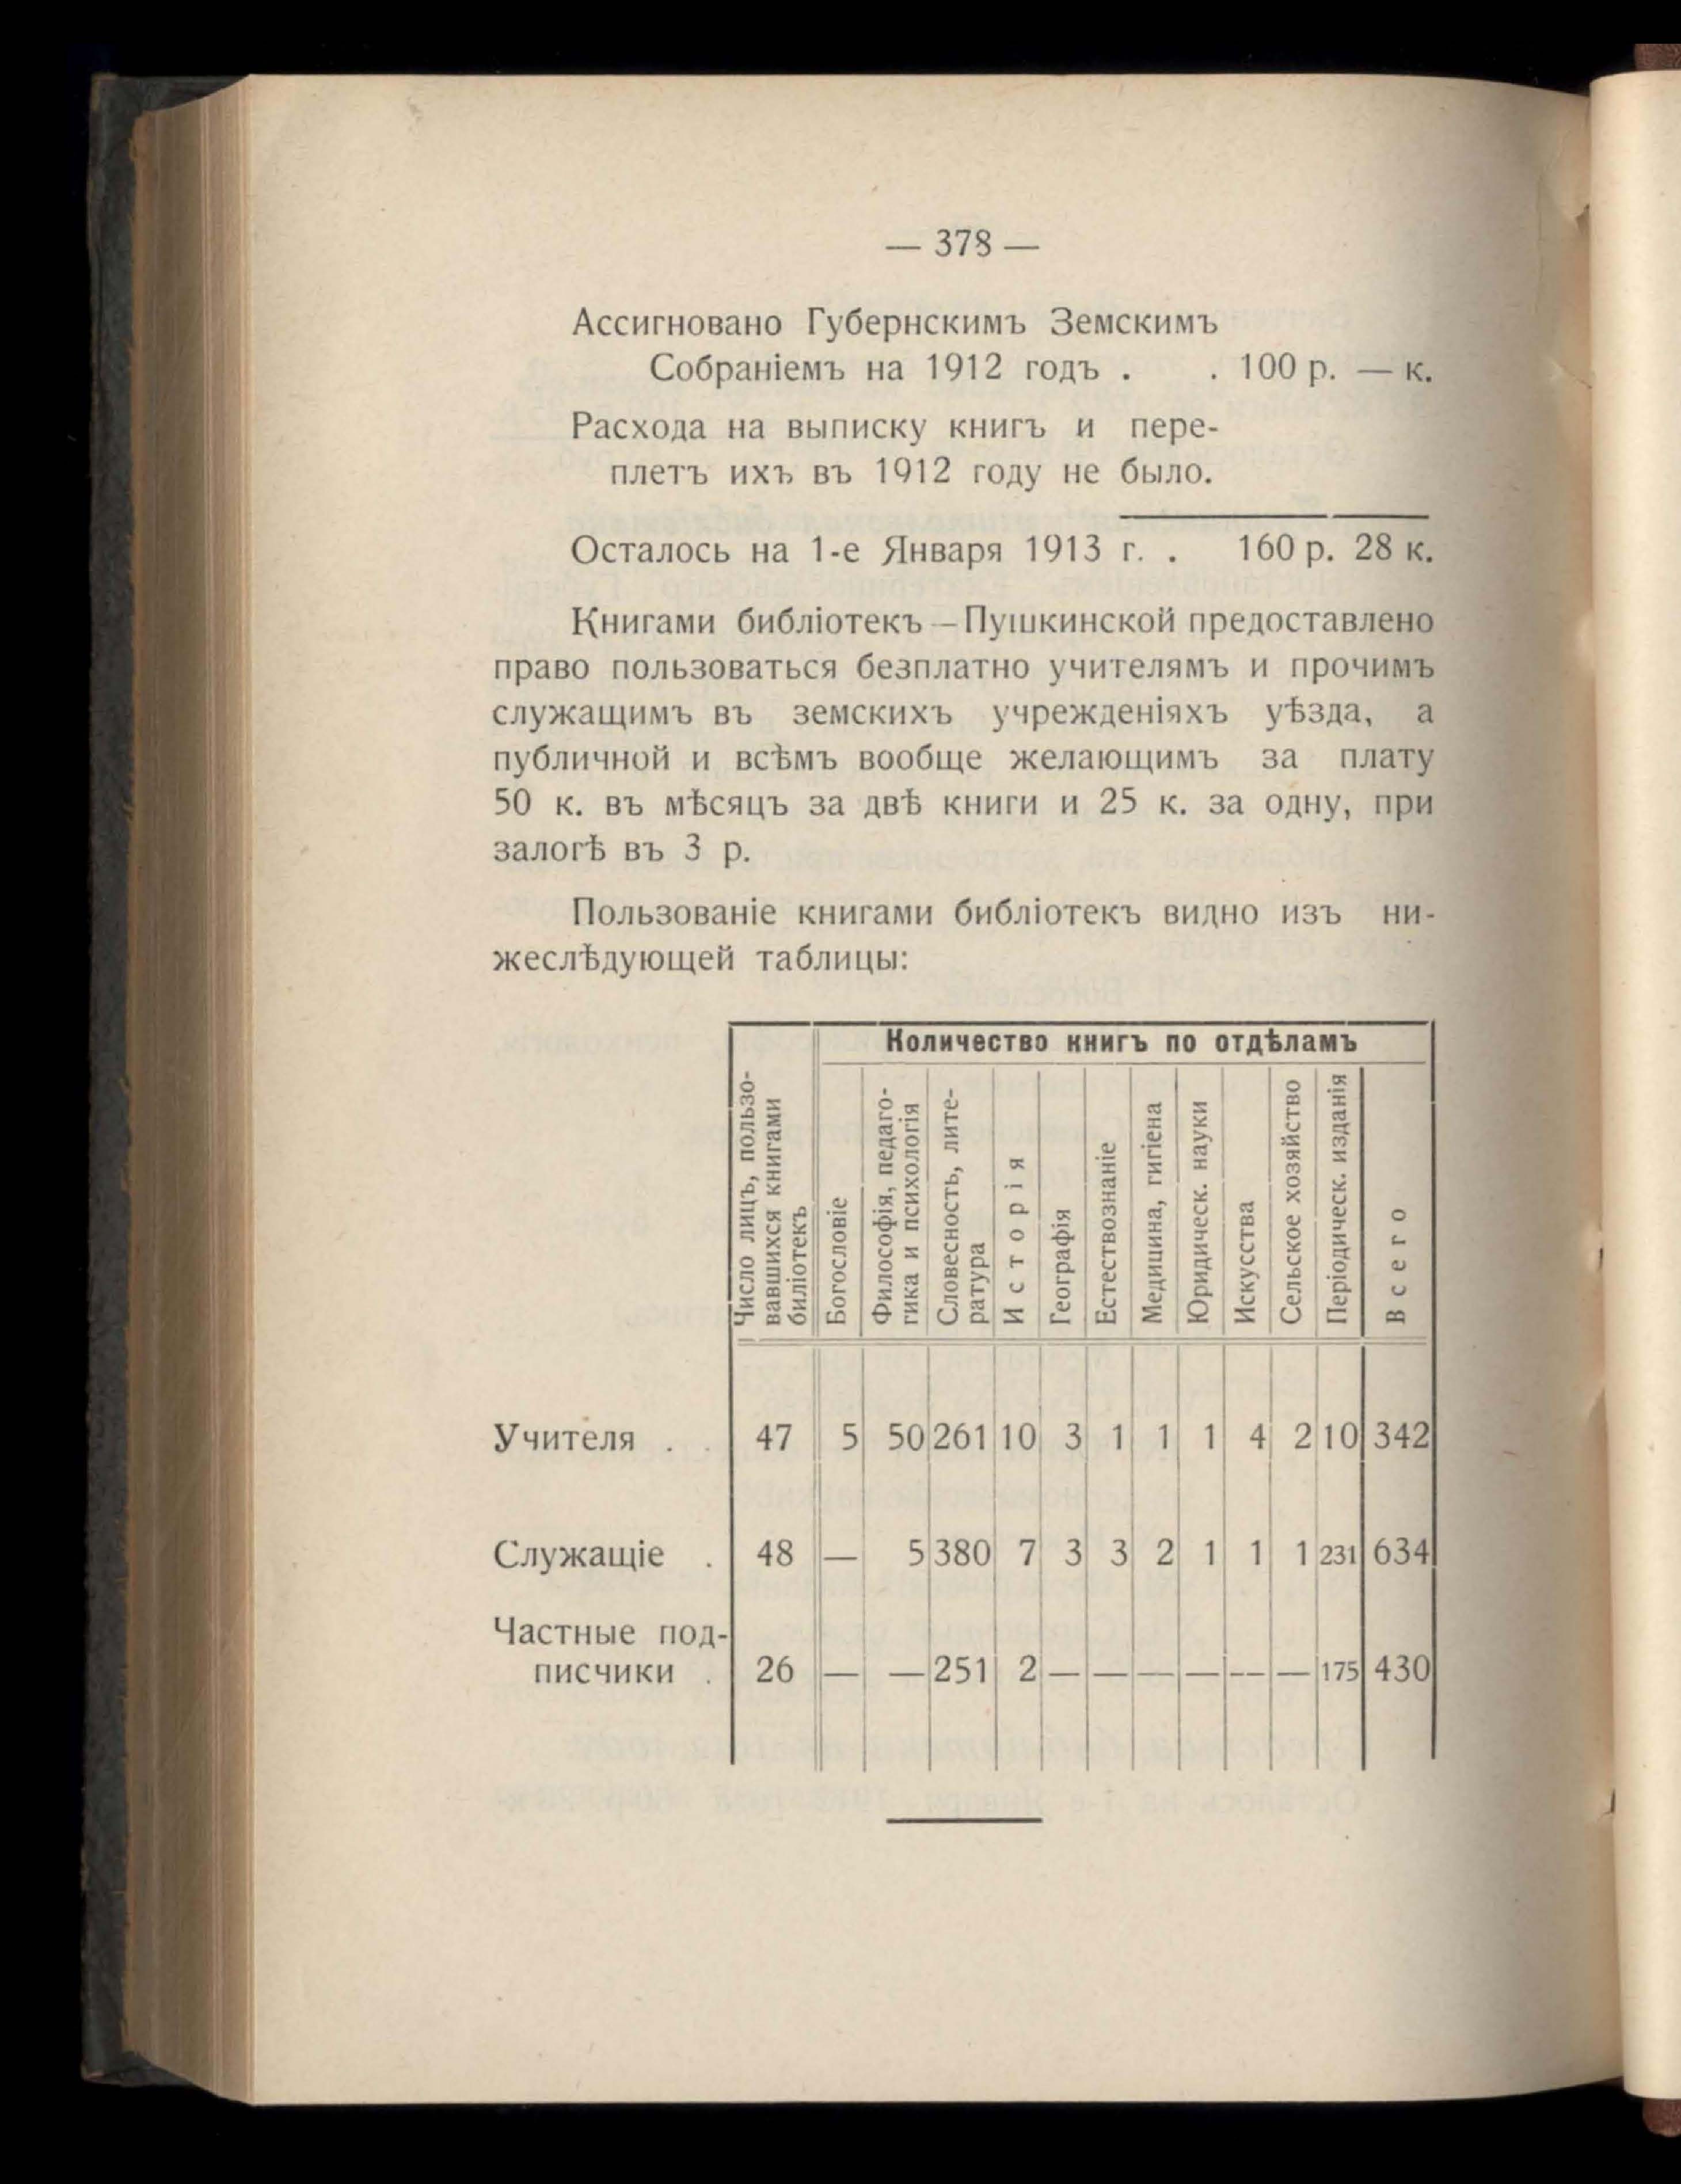 — 378 —
Ассигновано Губернскимъ Земскимъ
Собраніемъ на 1912 годъ . . 100 р. — к.
Расхода на выписку книгъ и пере-
плетъ ихъ въ 1912 году не было.
Осталось на 1-е Января 1913 г. . 160 р. 28 к.
Книгами библіотекъ—Пушкинской предоставлено
право пользоваться безплатно учителямъ и прочимъ
служащимъ въ земскихъ учрежденіяхъ уѣзда, а
публичной и всѣмъ вообще желающимъ за плату
50 к. въ мѣсяцъ за двѣ книги и 25 к. за одну, при
залогѣ въ 3 р.
Пользованіе книгами библіотекъ видно изъ ни-
жеслѣдующей таблицы:
Количество книгъ по отдѣламъ
Число лицъ, пользо-
вавшихся книгами
библіотекъ
Богословіе
Философія, педаго-
гика и психологія
Словесность, лите-
ратура
Исторія
Географія
Естествознаніе
Медицина, гигіена
Юридическ. науки
Искусства
Сельское хозяйство
Періодическ. изданія
Всего
Учителя . . 47 5 50 261 10 3 1 1 1 4 2 10 342
Служащіе . 48 — 5 380 7 3 3 2 1 1 1 231 634
Частные под-
писчики . 26 — — 251 2 — — — — — — 175 430